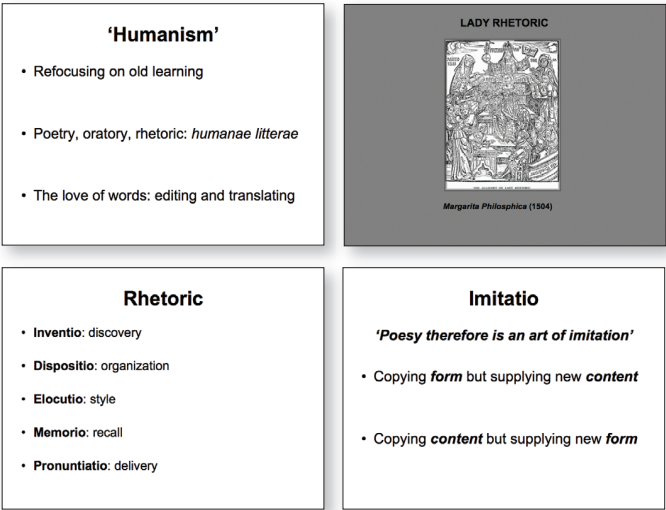 ‘Humanism’
• Refocusing on old learning
• Poetry, oratory, rhetoric: humanae litterae
• The love of words: editing and translating
LADY RHETORIC
Margarita Philosphica (1504)
Rhetoric
• Inventio: discovery
• Dispositio: organization
• Elocutio: style
• Memorio: recall
• Pronuntiatio: delivery
Imitatio
‘Poesy therefore is an art of imitation’
• Copying form but supplying new content
• Copying content but supplying new form